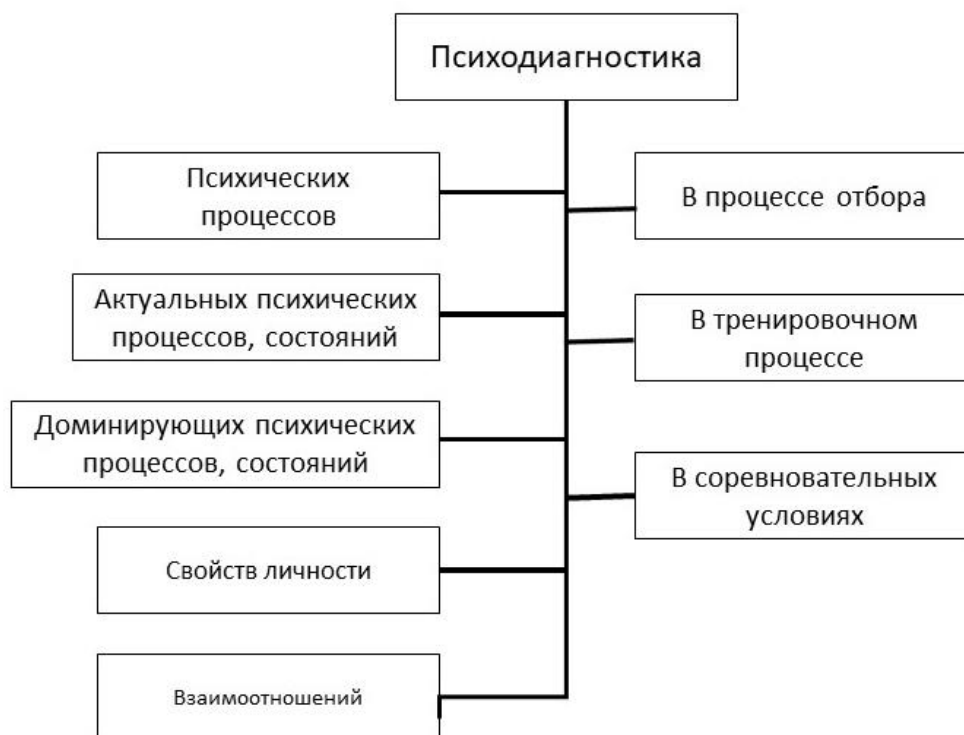 Психодиагностика
Психических
процессов
Актуальных психических
процессов, состояний
Доминирующих психических
процессов, состояний
Свойств личности
Взаимоотношений
В процессе отбора
В тренировочном
процессе
В соревновательных
условиях